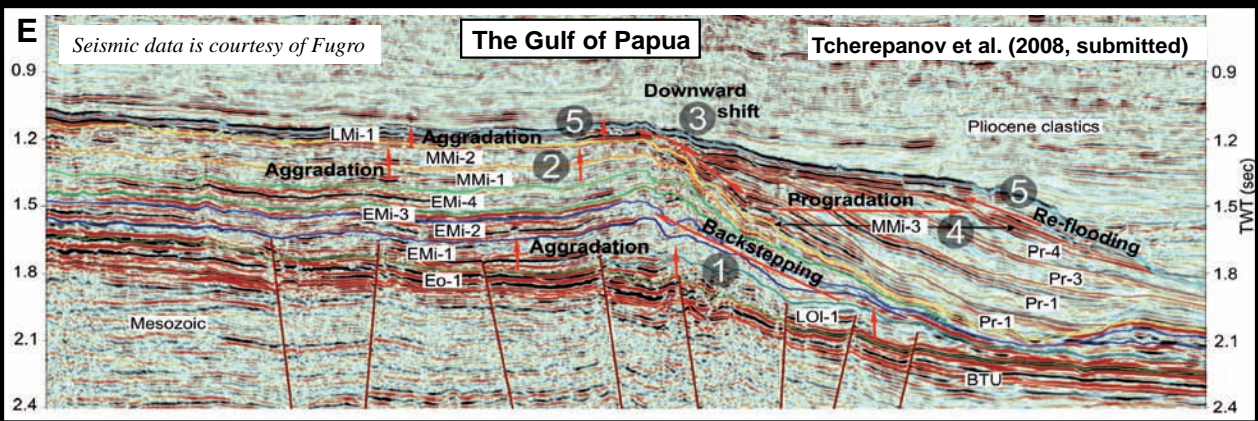 E
Seismic data is courtesy of Fugro
The Gulf of Papua
Tcherepanov et al. (2008, submitted)
0.9
0.9
Downward
shift
3
Pliocene clastics
1.2
1.2
LMi-1
Aggradation
5
MMi-2
2
Aggradation
MMi-1
EMi-4
5
1.5
1.5
TWT (sec)
Progradation
Re-flooding
EMi-3
MMi-3
4
EMi-2
Backstepping
Pr-4
EMi-1
Aggradation
1
1.8
1.8
Eo-1
Pr-3
Pr-1
Mesozoic
LOI-1
Pr-1
2.1
2.1
BTU
2.4
2.4